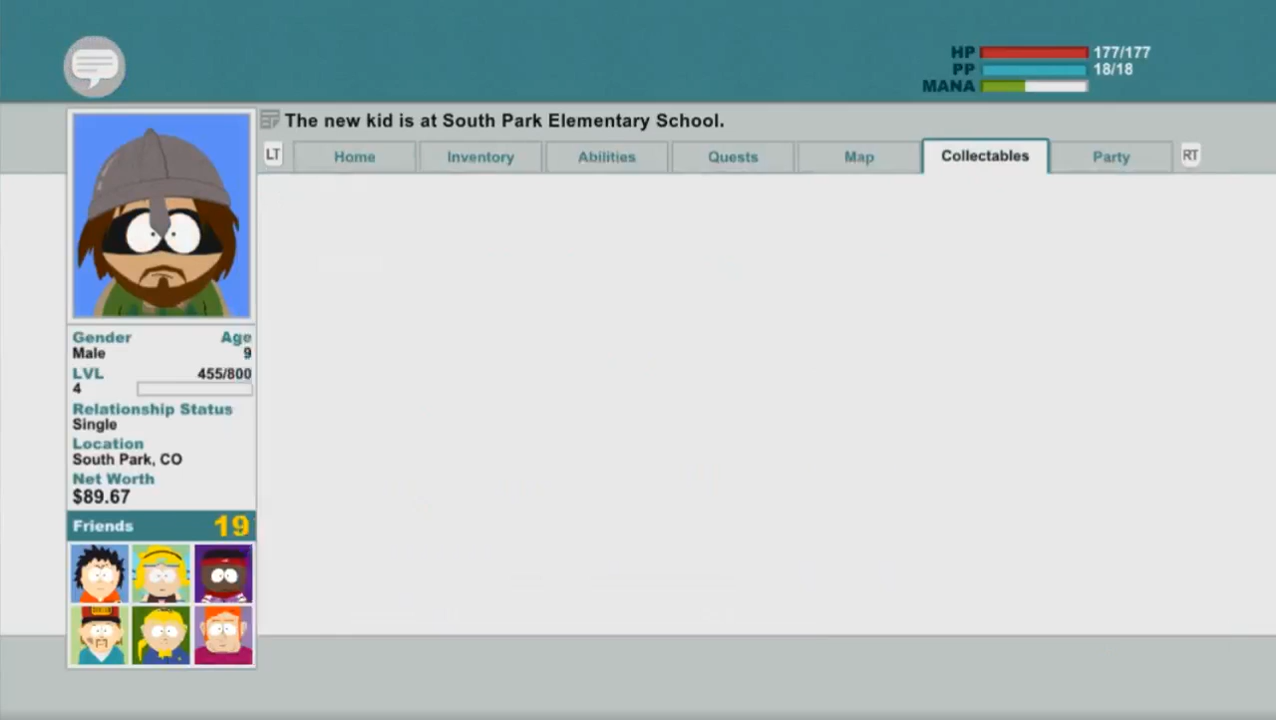 HP 177/177
PP 18/18
MANA
The new kid is at South Park Elementary School.
LT Home Inventory Abilities Quests Map Collectables Party RT
Gender Age
Male 9
LVL 455/800
4
Relationship Status
Single
Location
South Park, CO
Net Worth
$89.67
Friends 19